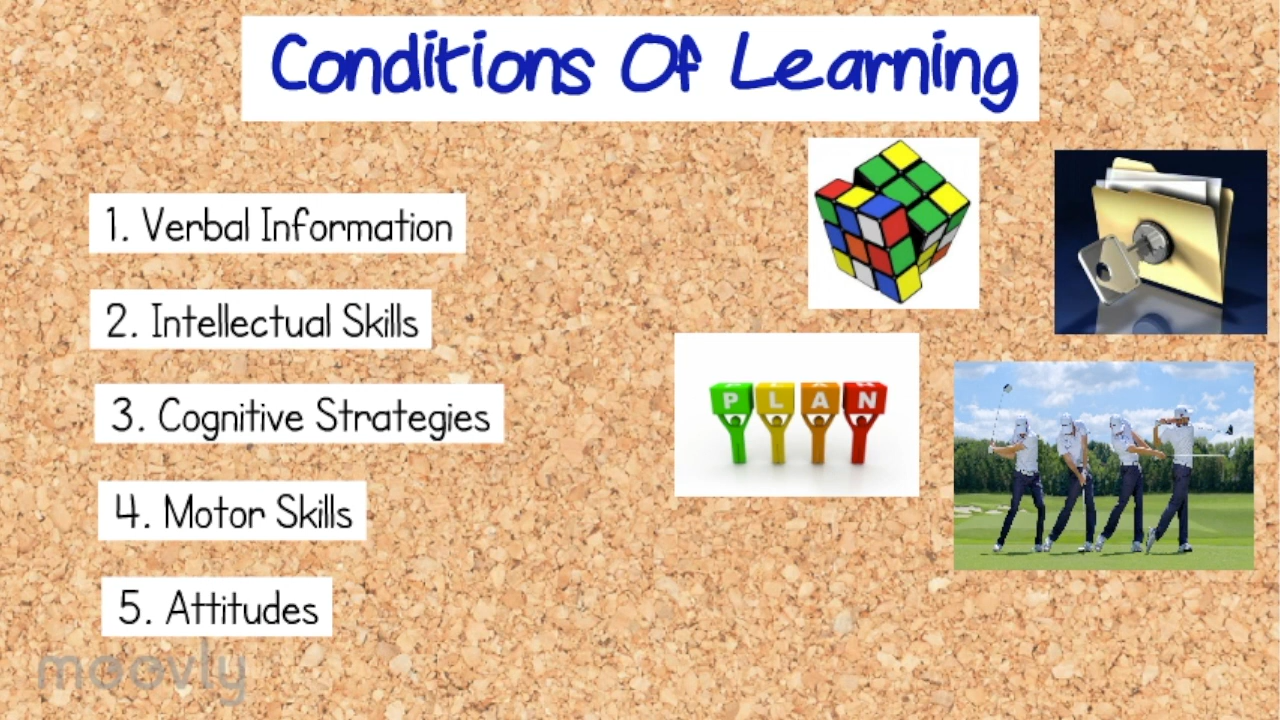 Conditions Of Learning
1. Verbal Information
2. Intellectual Skills
3. Cognitive Strategies
4. Motor Skills
5. Attitudes
PLAN
moovly